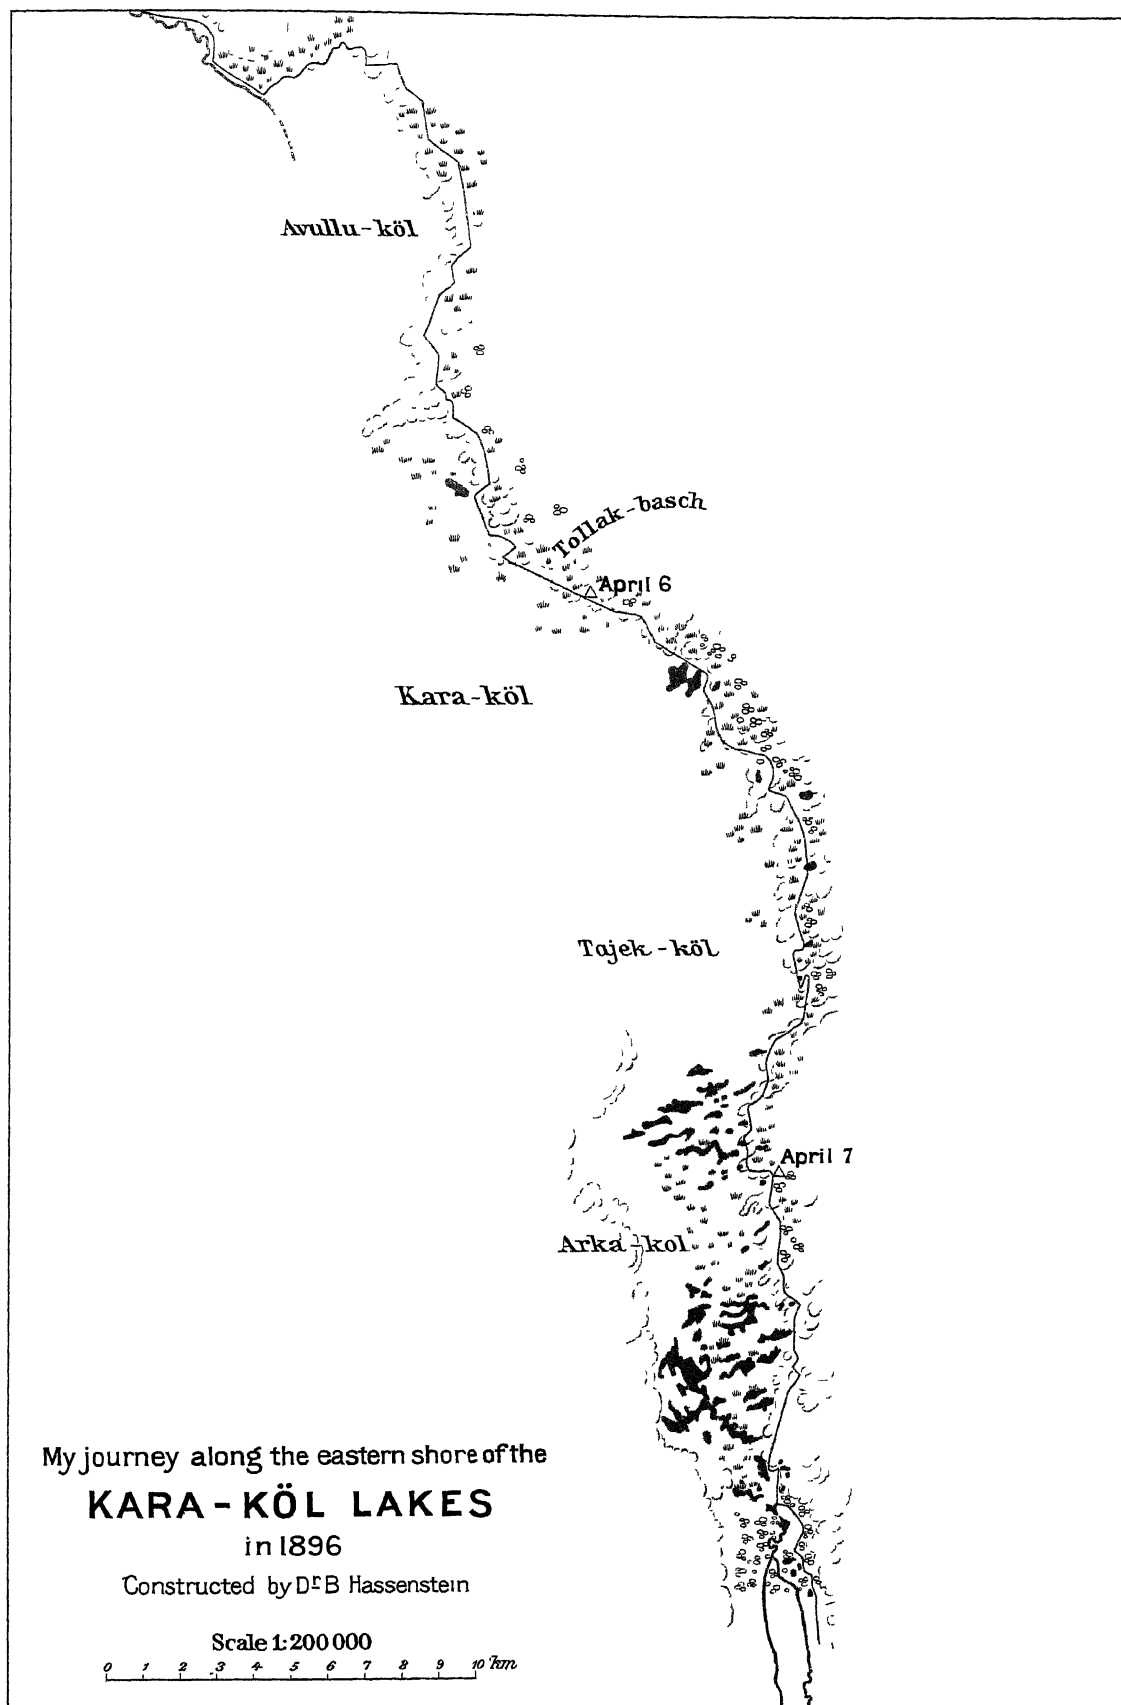 Avullu-köl
Tollak-basch
April 6
Kara-köl
Tajek-köl
April 7
Arka-kol
My journey along the eastern shore of the
KARA-KÖL LAKES
in 1896
Constructed by Dr B Hassenstein
Scale 1:200 000
0 1 2 3 4 5 6 7 8 9 10 km